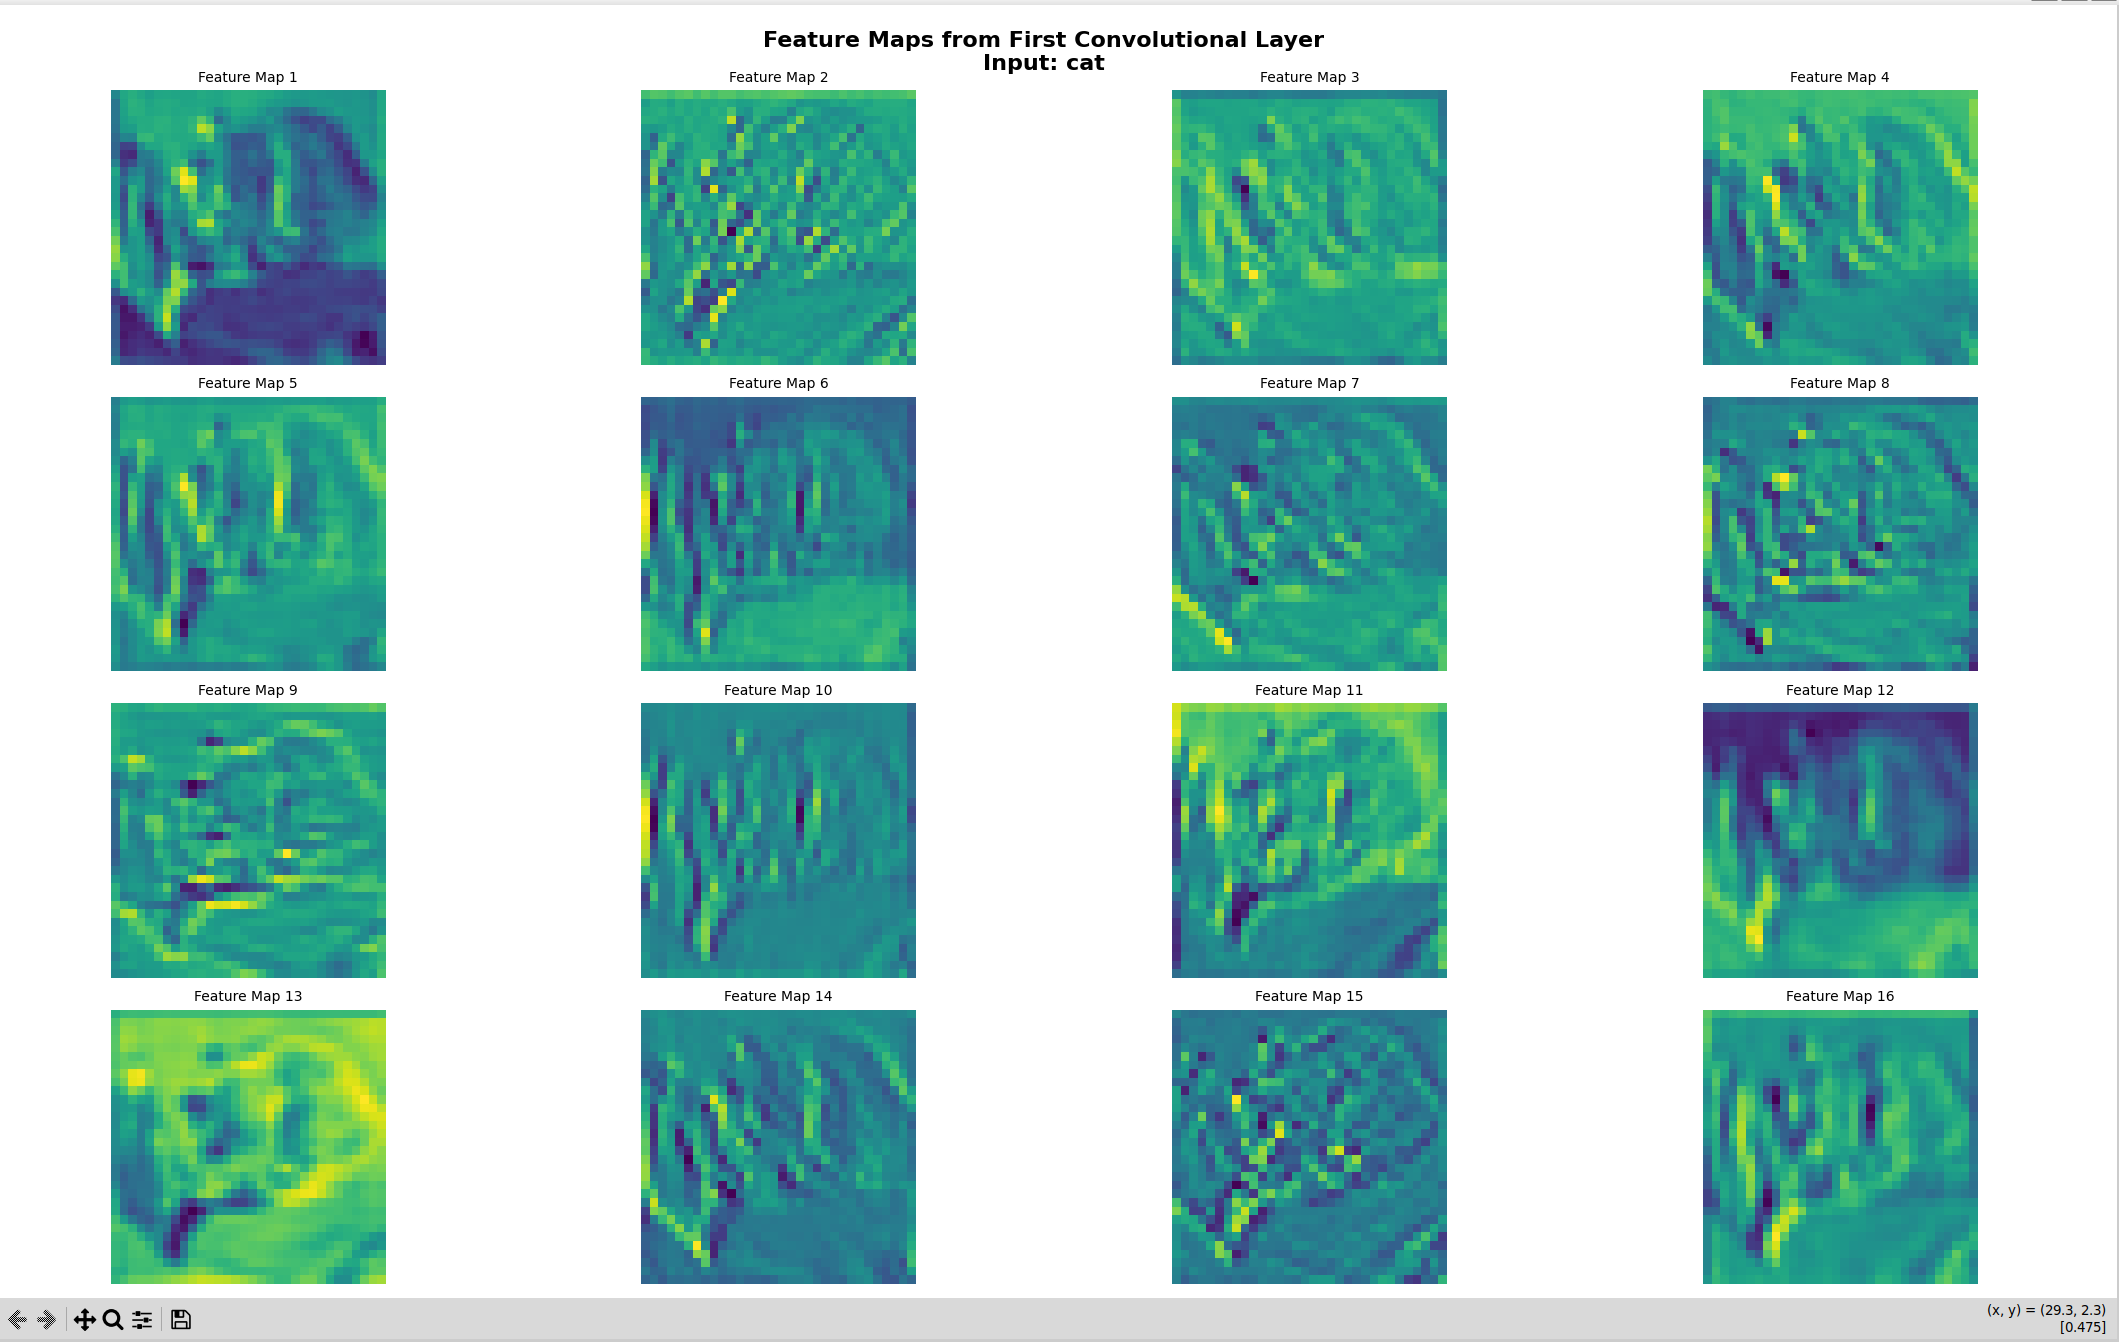 Feature Maps from First Convolutional Layer
Input: cat
Feature Map 1
Feature Map 2
Feature Map 3
Feature Map 4
Feature Map 5
Feature Map 6
Feature Map 7
Feature Map 8
Feature Map 9
Feature Map 10
Feature Map 11
Feature Map 12
Feature Map 13
Feature Map 14
Feature Map 15
Feature Map 16
(x, y) = (29.3, 2.3)
[0.475]